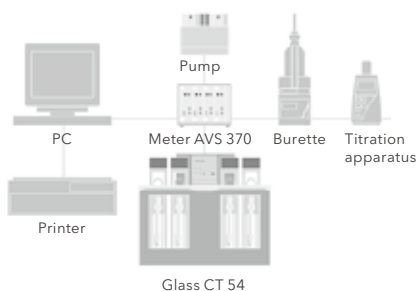 Pump
PC
Meter AVS 370
Burette
Titration
apparatus
Printer
Glass CT 54